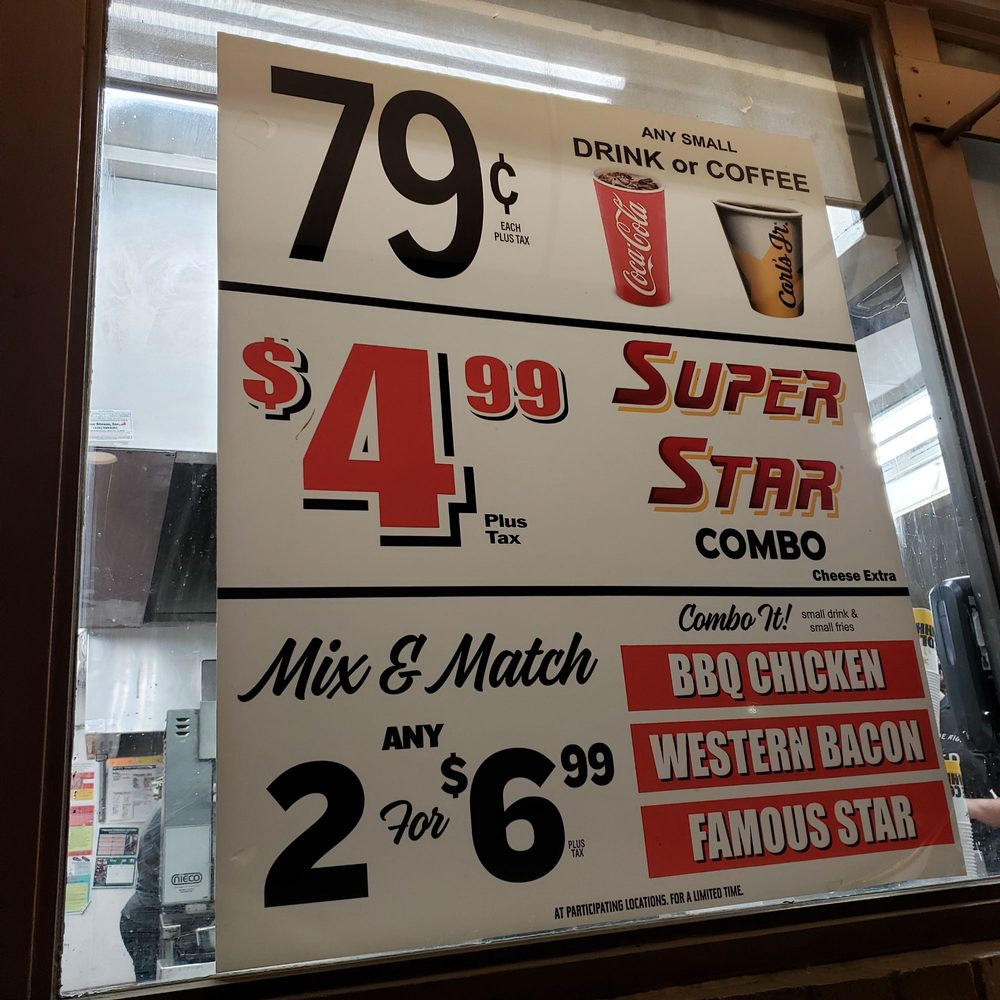 79¢
EACH
PLUS TAX
ANY SMALL
DRINK or COFFEE
Coca-Cola
Carl's Jr.
$4.99
Plus
Tax
SUPER
STAR
COMBO
Cheese Extra
Mix & Match
ANY
2 For $6.99
PLUS
TAX
Combo It! small drink &
small fries
BBQ CHICKEN
WESTERN BACON
FAMOUS STAR
AT PARTICIPATING LOCATIONS. FOR A LIMITED TIME.
NIECO